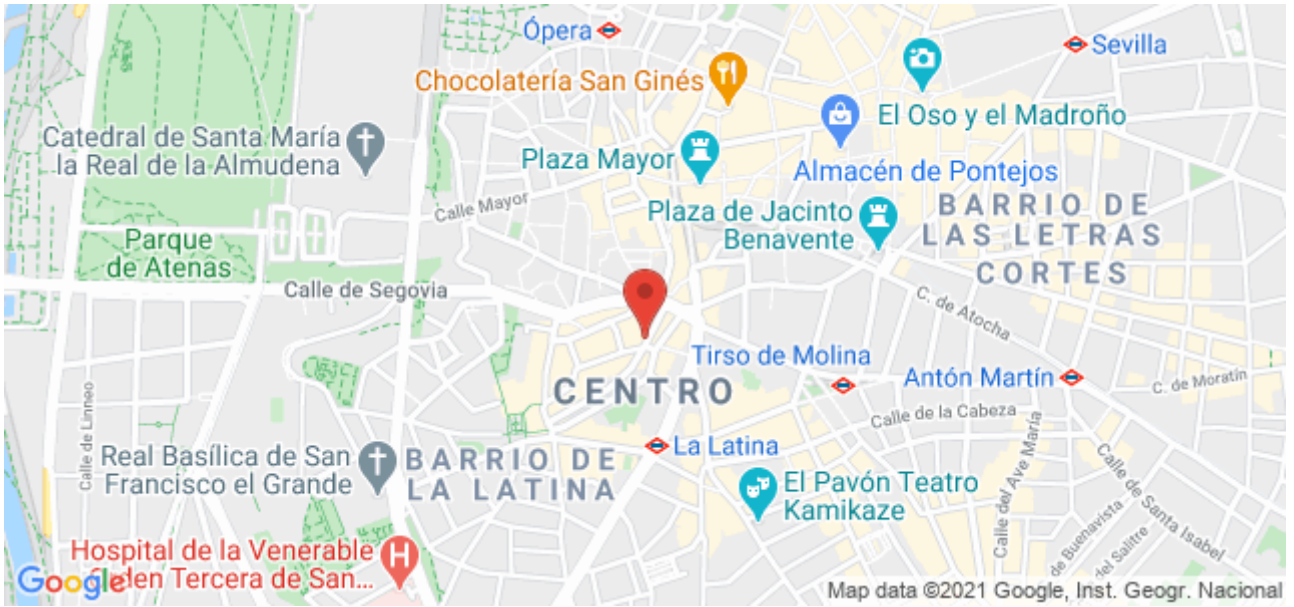 Ópera
Sevilla
Chocolatería San Ginés
El Oso y el Madroño
Catedral de Santa María
la Real de la Almudena
Plaza Mayor
Almacén de Pontejos
Calle Mayor
Plaza de Jacinto
Benavente
BARRIO DE
LAS LETRAS
CORTES
Parque
de Atenas
Calle de Segovia
C. de Atocha
Tirso de Molina
Antón Martín
C. de Moratín
CENTRO
Calle de la Cabeza
Calle de Linneo
La Latina
Real Basílica de San
Francisco el Grande
BARRIO DE
LA LATINA
El Pavón Teatro
Kamikaze
Calle del Ave María
Calle de Santa Isabel
de Buenavista
del Salitre
Hospital de la Venerable
H
Tercera de San...
Google
Map data ©2021 Google, Inst. Geogr. Nacional